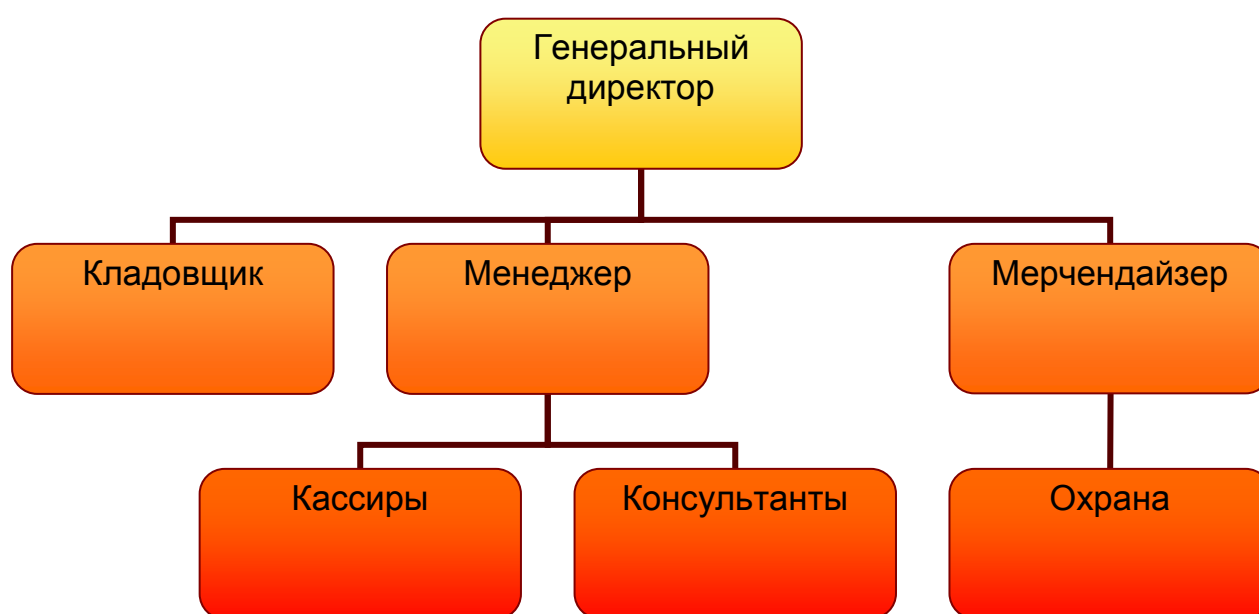 Генеральный
директор
Кладовщик
Менеджер
Мерчендайзер
Кассиры
Консультанты
Охрана